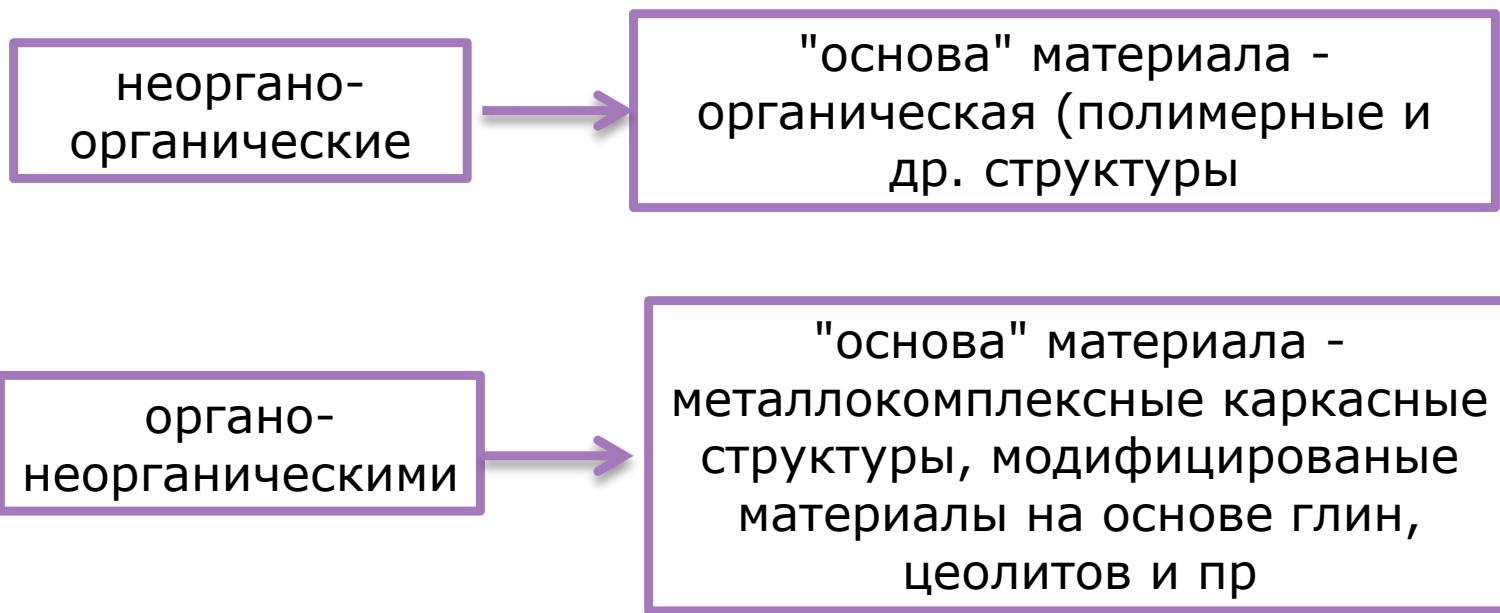 неоргано-
органические
"основа" материала -
органическая (полимерные и
др. структуры
органо-
неорганическими
"основа" материала -
металлокомплексные каркасные
структуры, модифицированые
материалы на основе глин,
цеолитов и пр